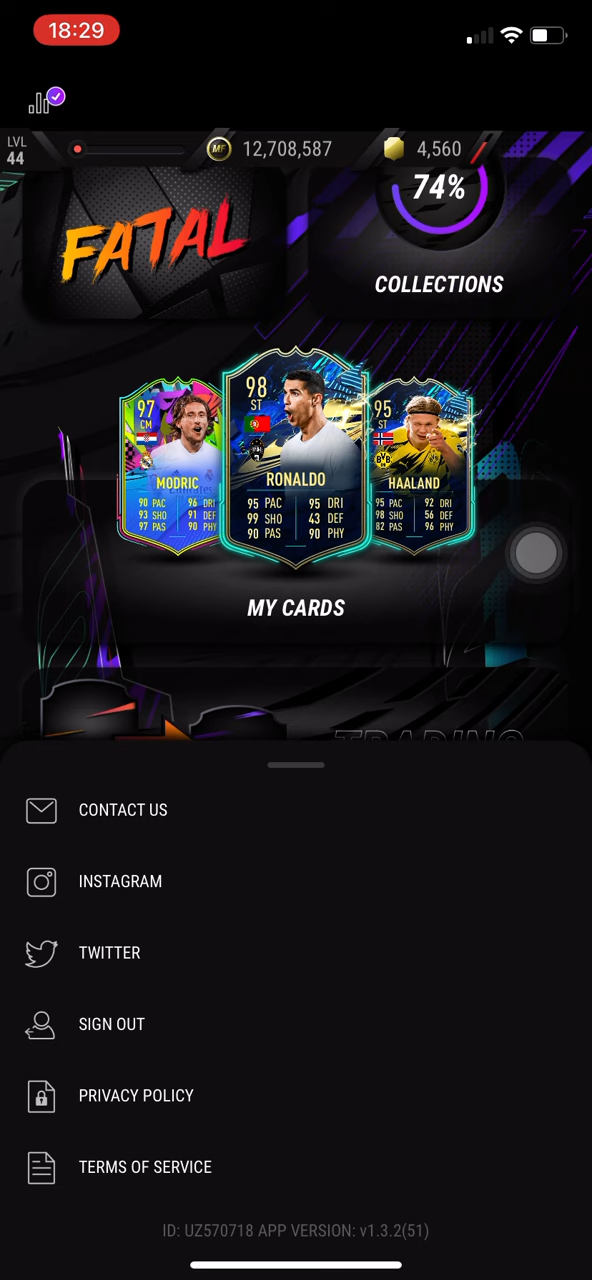 18:29
LVL
44
MF
12,708,587
4,560
FATAL
74%
COLLECTIONS
97
CM
MODRIC
90 PAC 96 DRI
93 SHO 91 DEF
97 PAS 90 PHY
98
ST
RONALDO
95 PAC 95 DRI
99 SHO 43 DEF
90 PAS 90 PHY
95
ST
HAALAND
95 PAC 92 DRI
98 SHO 56 DEF
82 PAS 96 PHY
MY CARDS
TRADING
CONTACT US
INSTAGRAM
TWITTER
SIGN OUT
PRIVACY POLICY
TERMS OF SERVICE
ID: UZ570718 APP VERSION: v1.3.2(51)